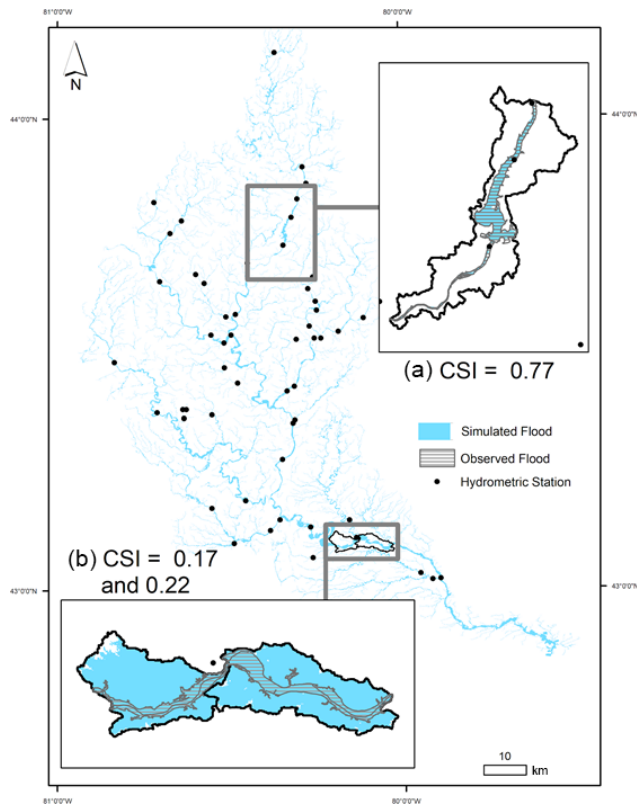 81°0'0"W
80°0'0"W
N
44°0'0"N
44°0'0"N
(a) CSI = 0.77
Simulated Flood
Observed Flood
Hydrometric Station
(b) CSI = 0.17
and 0.22
43°0'0"N
43°0'0"N
10
km
81°0'0"W
80°0'0"W